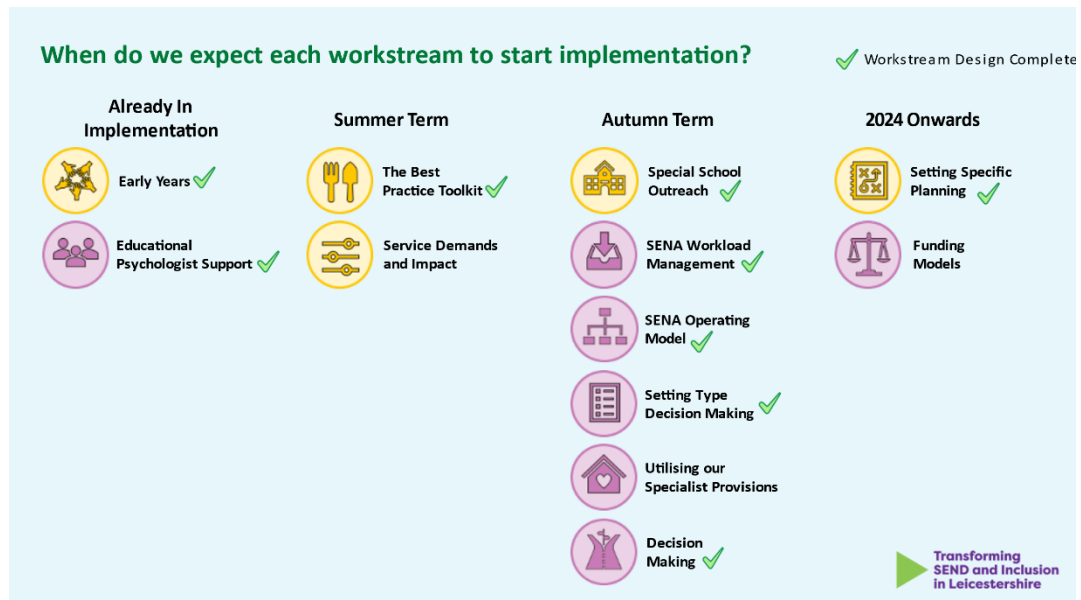 When do we expect each workstream to start implementation?
Workstream Design Complete
Already In
Implementation
Early Years
Educational
Psychologist Support
Summer Term
The Best
Practice Toolkit
Service Demands
and Impact
Autumn Term
Special School
Outreach
SENA Workload
Management
SENA Operating
Model
Setting Type
Decision Making
Utilising our
Specialist Provisions
Decision
Making
2024 Onwards
Setting Specific
Planning
Funding
Models
Transforming
SEND and Inclusion
in Leicestershire